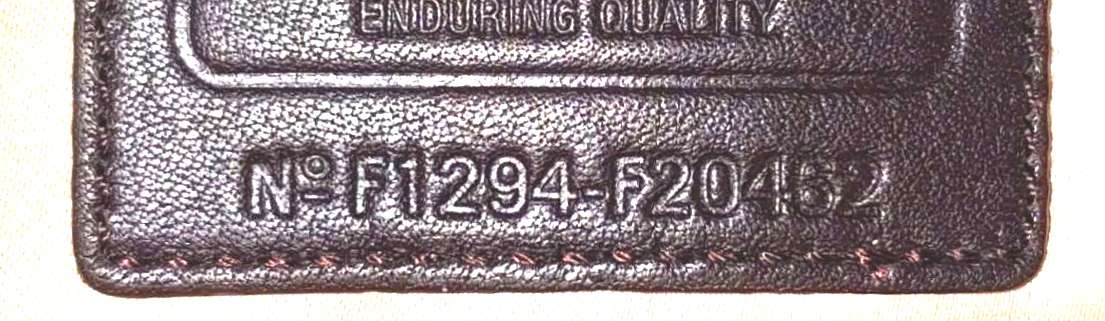 ENDURING QUALITY
Nº F1294-F20462